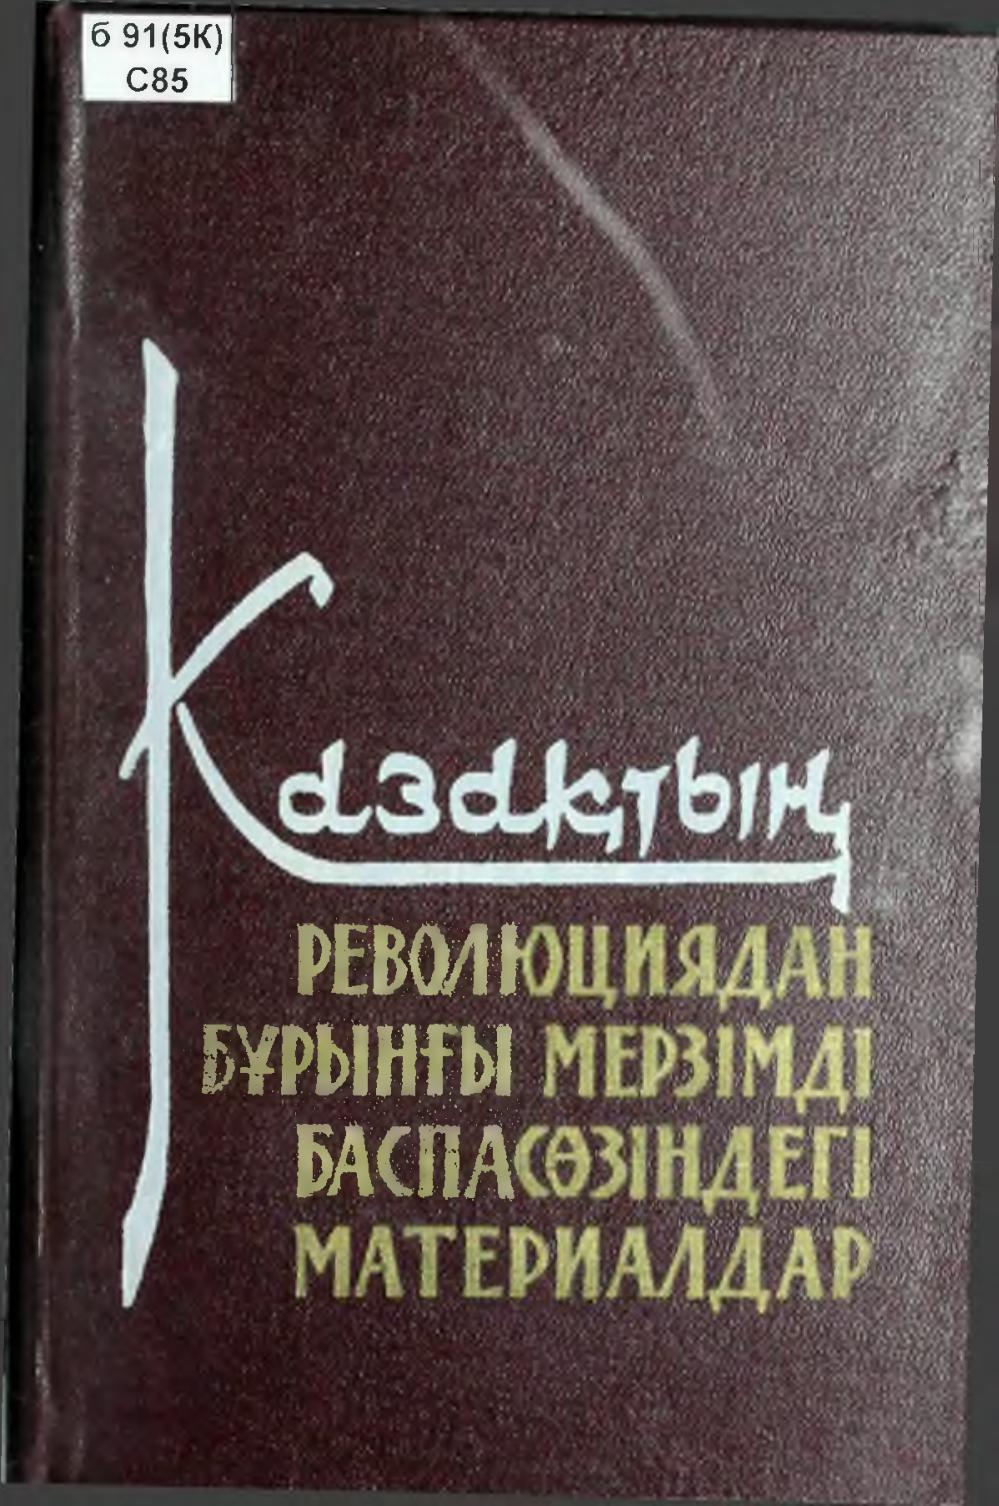 б 91(5К)
С85
Қазақтың
РЕВОЛЮЦИЯДАН
БҰРЫНҒЫ МЕРЗІМДІ
БАСПАСӨЗІНДЕГІ
МАТЕРИАЛДАР